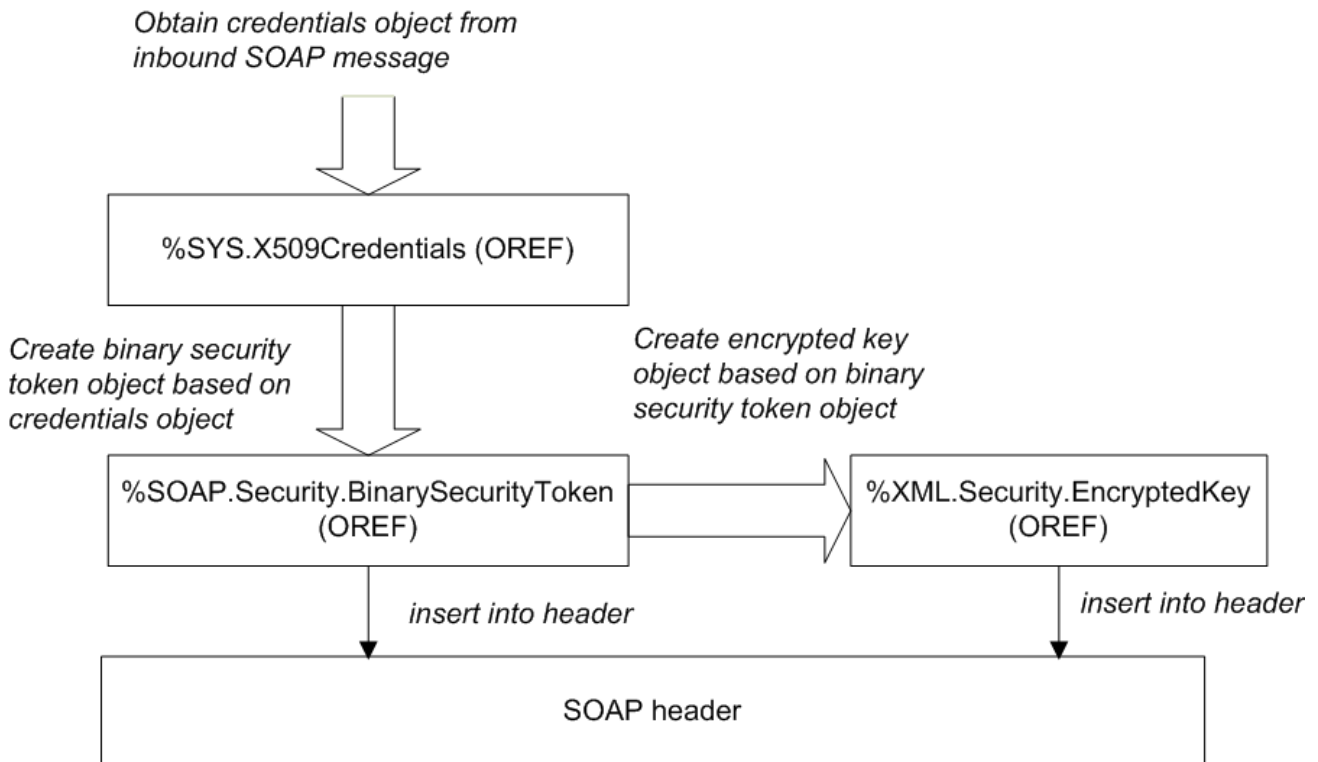 Obtain credentials object from
inbound SOAP message
%SYS.X509Credentials (OREF)
Create binary security
token object based on
credentials object
Create encrypted key
object based on binary
security token object
%SOAP.Security.BinarySecurityToken
(OREF)
%XML.Security.EncryptedKey
(OREF)
insert into header
insert into header
SOAP header